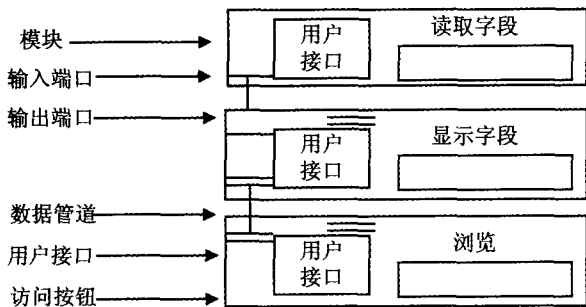 模块
输入端口
输出端口
数据管道
用户接口
访问按钮
用户
接口
读取字段
用户
接口
显示字段
用户
接口
浏览